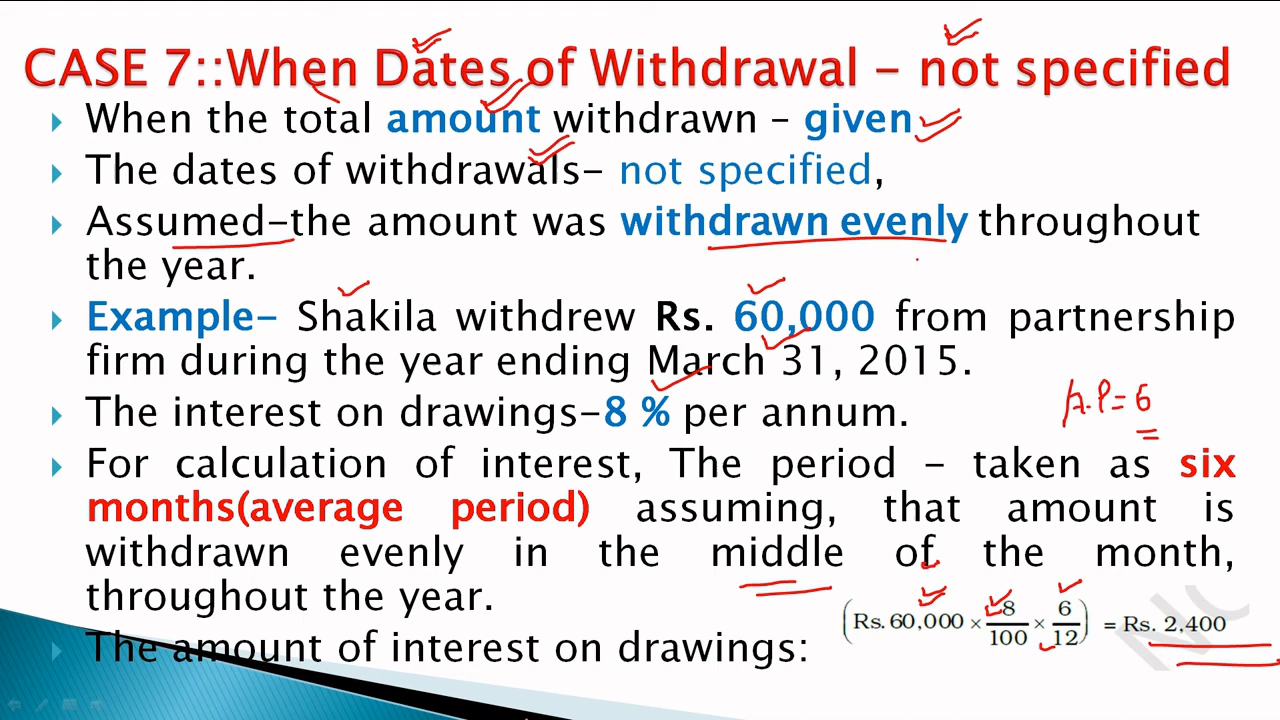 CASE 7::When Dates of Withdrawal – not specified
When the total amount withdrawn – given
The dates of withdrawals– not specified,
Assumed–the amount was withdrawn evenly throughout
the year.
Example– Shakila withdrew Rs. 60,000 from partnership
firm during the year ending March 31, 2015.
The interest on drawings–8 % per annum.
A.P = 6
For calculation of interest, The period – taken as six
months(average period) assuming, that amount is
withdrawn evenly in the middle of the month,
throughout the year.
(Rs. 60,000 × 8/100 × 6/12) = Rs. 2,400
The amount of interest on drawings: